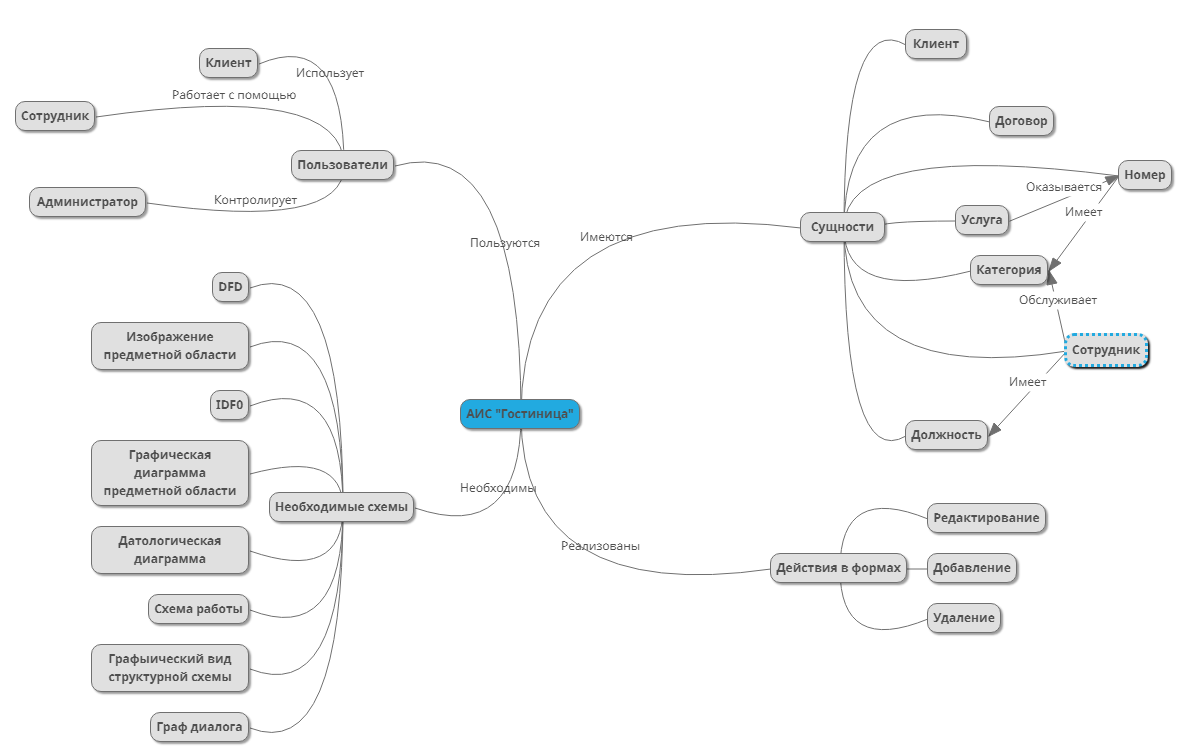 Клиент
Использует
Работает с помощью
Сотрудник
Пользователи
Администратор
Контролирует
Пользуются
Имеются
Клиент
Договор
Номер
Оказывается
Имеет
Услуга
Сущности
Категория
Обслуживает
Сотрудник
Имеет
Должность
DFD
Изображение
предметной области
IDF0
АИС "Гостиница"
Графическая
диаграмма
предметной области
Необходимы
Необходимые схемы
Датологическая
диаграмма
Схема работы
Графыический вид
структурной схемы
Граф диалога
Реализованы
Действия в формах
Редактирование
Добавление
Удаление